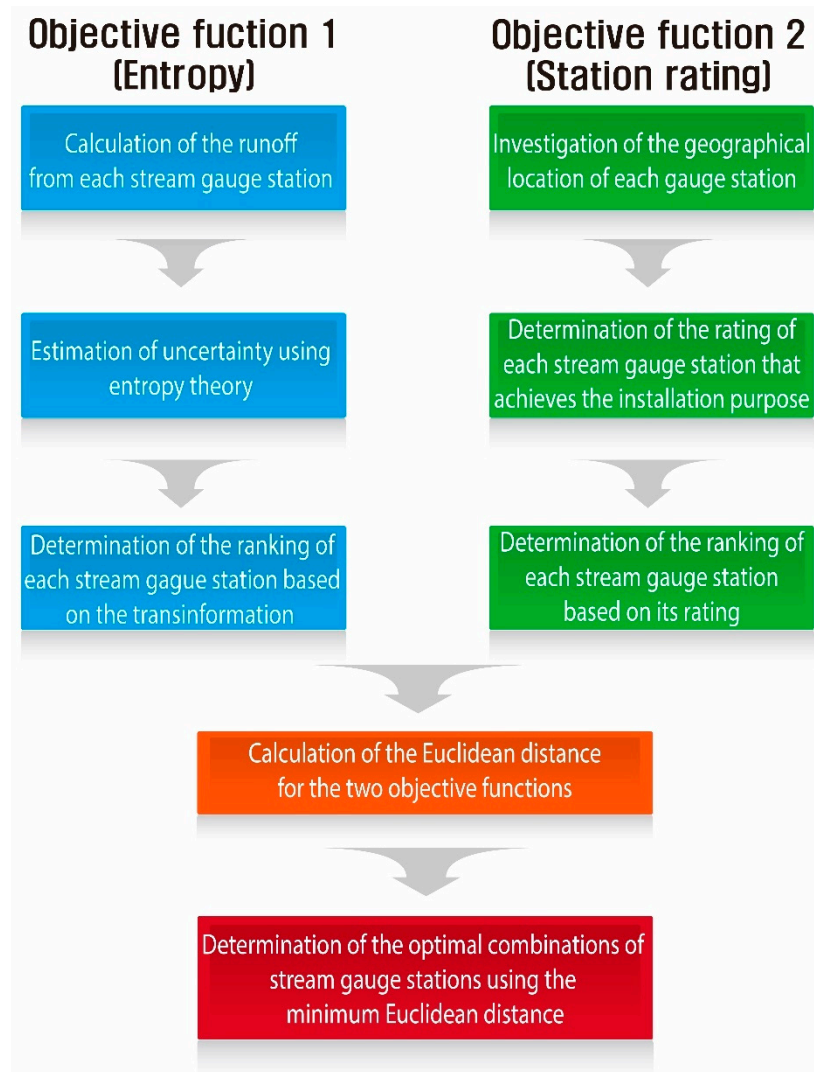 Objective fuction 1
(Entropy)
Calculation of the runoff
from each stream gauge station
Estimation of uncertainty using
entropy theory
Determination of the ranking of
each stream gague station based
on the transinformation
Objective fuction 2
(Station rating)
Investigation of the geographical
location of each gauge station
Determination of the rating of
each stream gauge station that
achieves the installation purpose
Determination of the ranking of
each stream gauge station
based on its rating
Calculation of the Euclidean distance
for the two objective functions
Determination of the optimal combinations of
stream gauge stations using the
minimum Euclidean distance